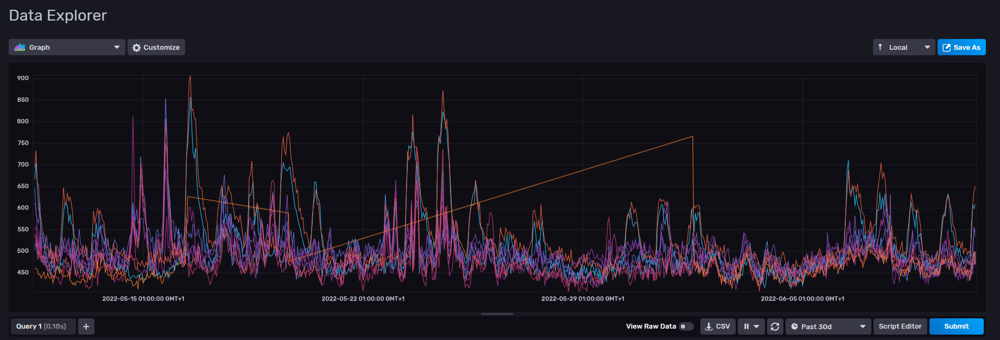 Data Explorer
Graph
Customize
Local
Save As
900
850
800
750
700
650
600
550
500
450
2022-05-15 01:00:00 GMT+1
2022-05-22 01:00:00 GMT+1
2022-05-29 01:00:00 GMT+1
2022-06-05 01:00:00 GMT+1
Query 1 (0.18s)
+
View Raw Data
CSV
Past 30d
Script Editor
Submit